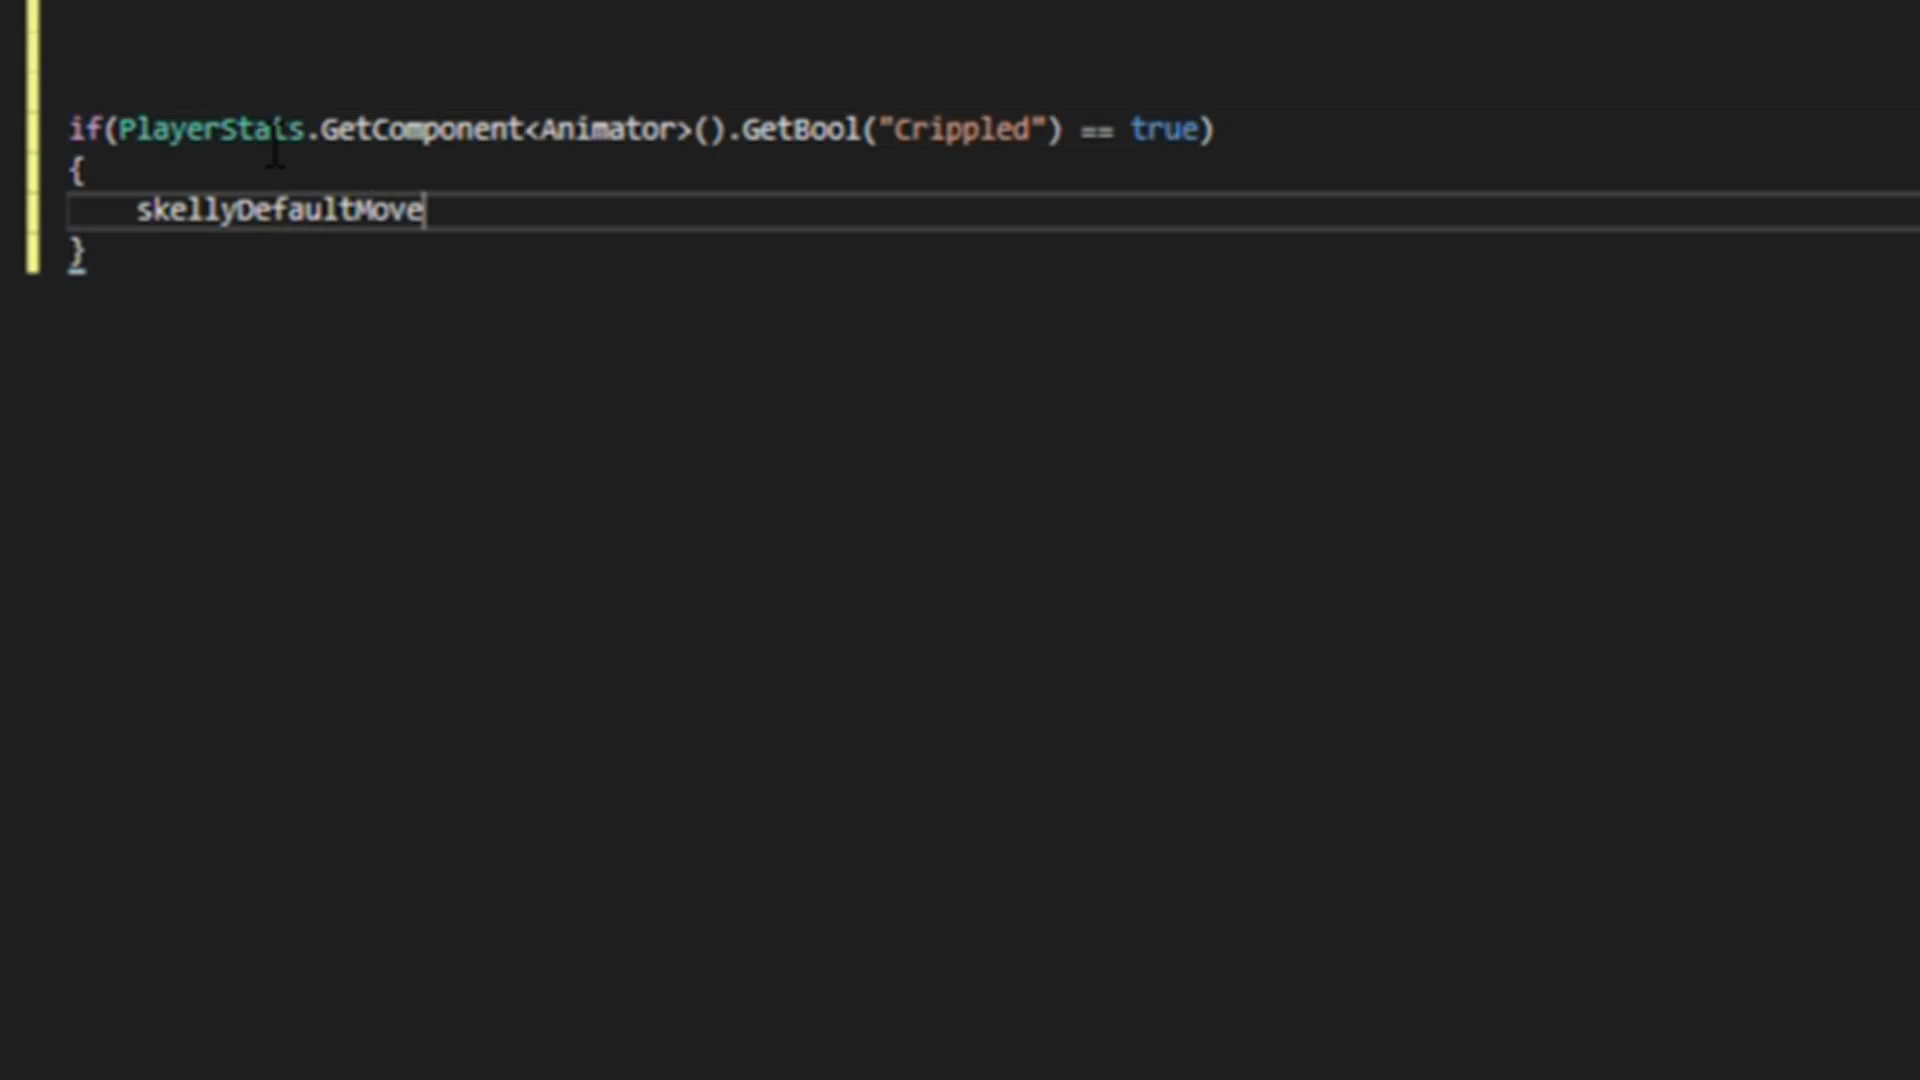 if(PlayerStats.GetComponent<Animator>().GetBool("Crippled") == true)
{
    skellyDefaultMove
}